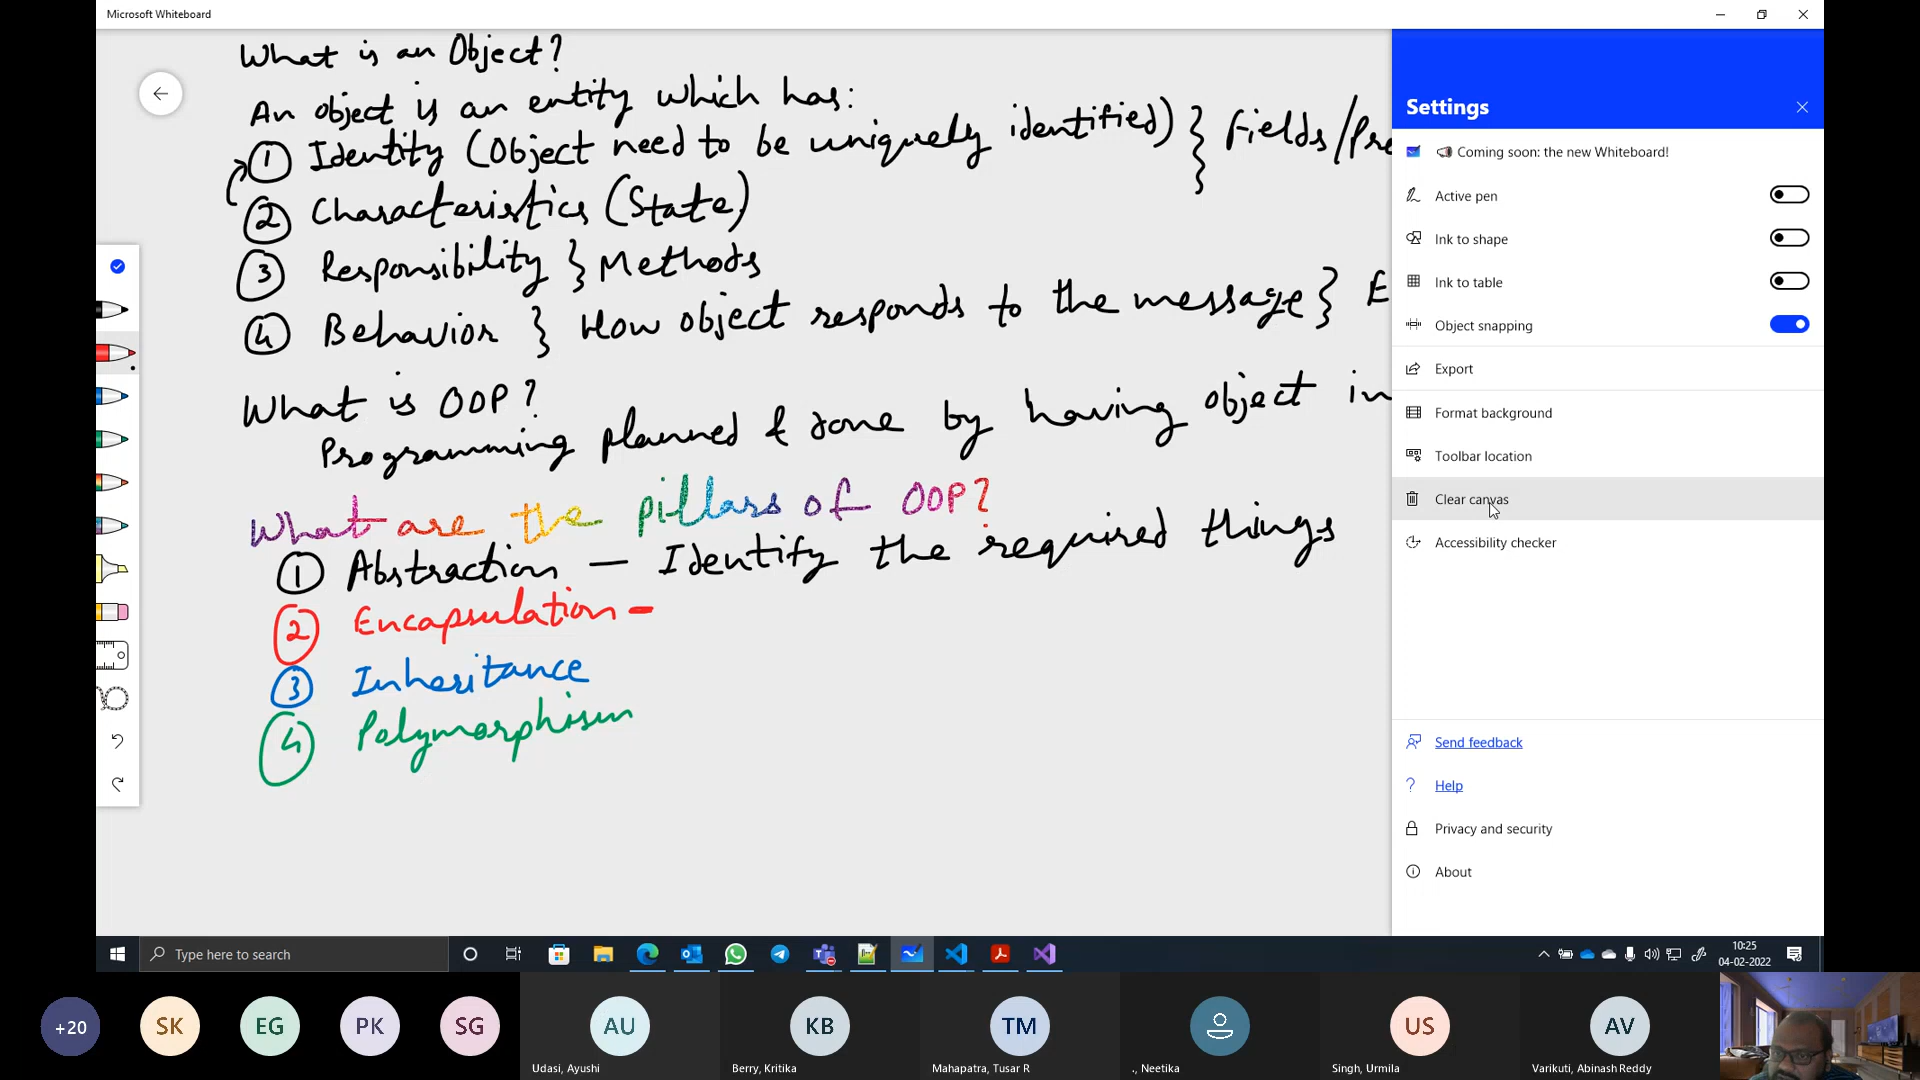 Microsoft Whiteboard
What is an Object?
An object is an entity which has:
1 Identity (Object need to be uniquely identified) } Fields/Pre
2 Characteristics (State)
3 Responsibility } Methods
4 Behavior } How object responds to the message } E
What is OOP?
Programming planned & done by having object in
What are the pillars of OOP?
1 Abstraction — Identify the required things
2 Encapsulation -
3 Inheritance
4 Polymorphism
Settings
Coming soon: the new Whiteboard!
Active pen
Ink to shape
Ink to table
Object snapping
Export
Format background
Toolbar location
Clear canvas
Accessibility checker
Send feedback
? Help
Privacy and security
About
Type here to search
10:25
04-02-2022
+20
SK
EG
PK
SG
AU
KB
TM
US
AV
Udasi, Ayushi
Berry, Kritika
Mahapatra, Tusar R
., Neetika
Singh, Urmila
Varikuti, Abinash Reddy